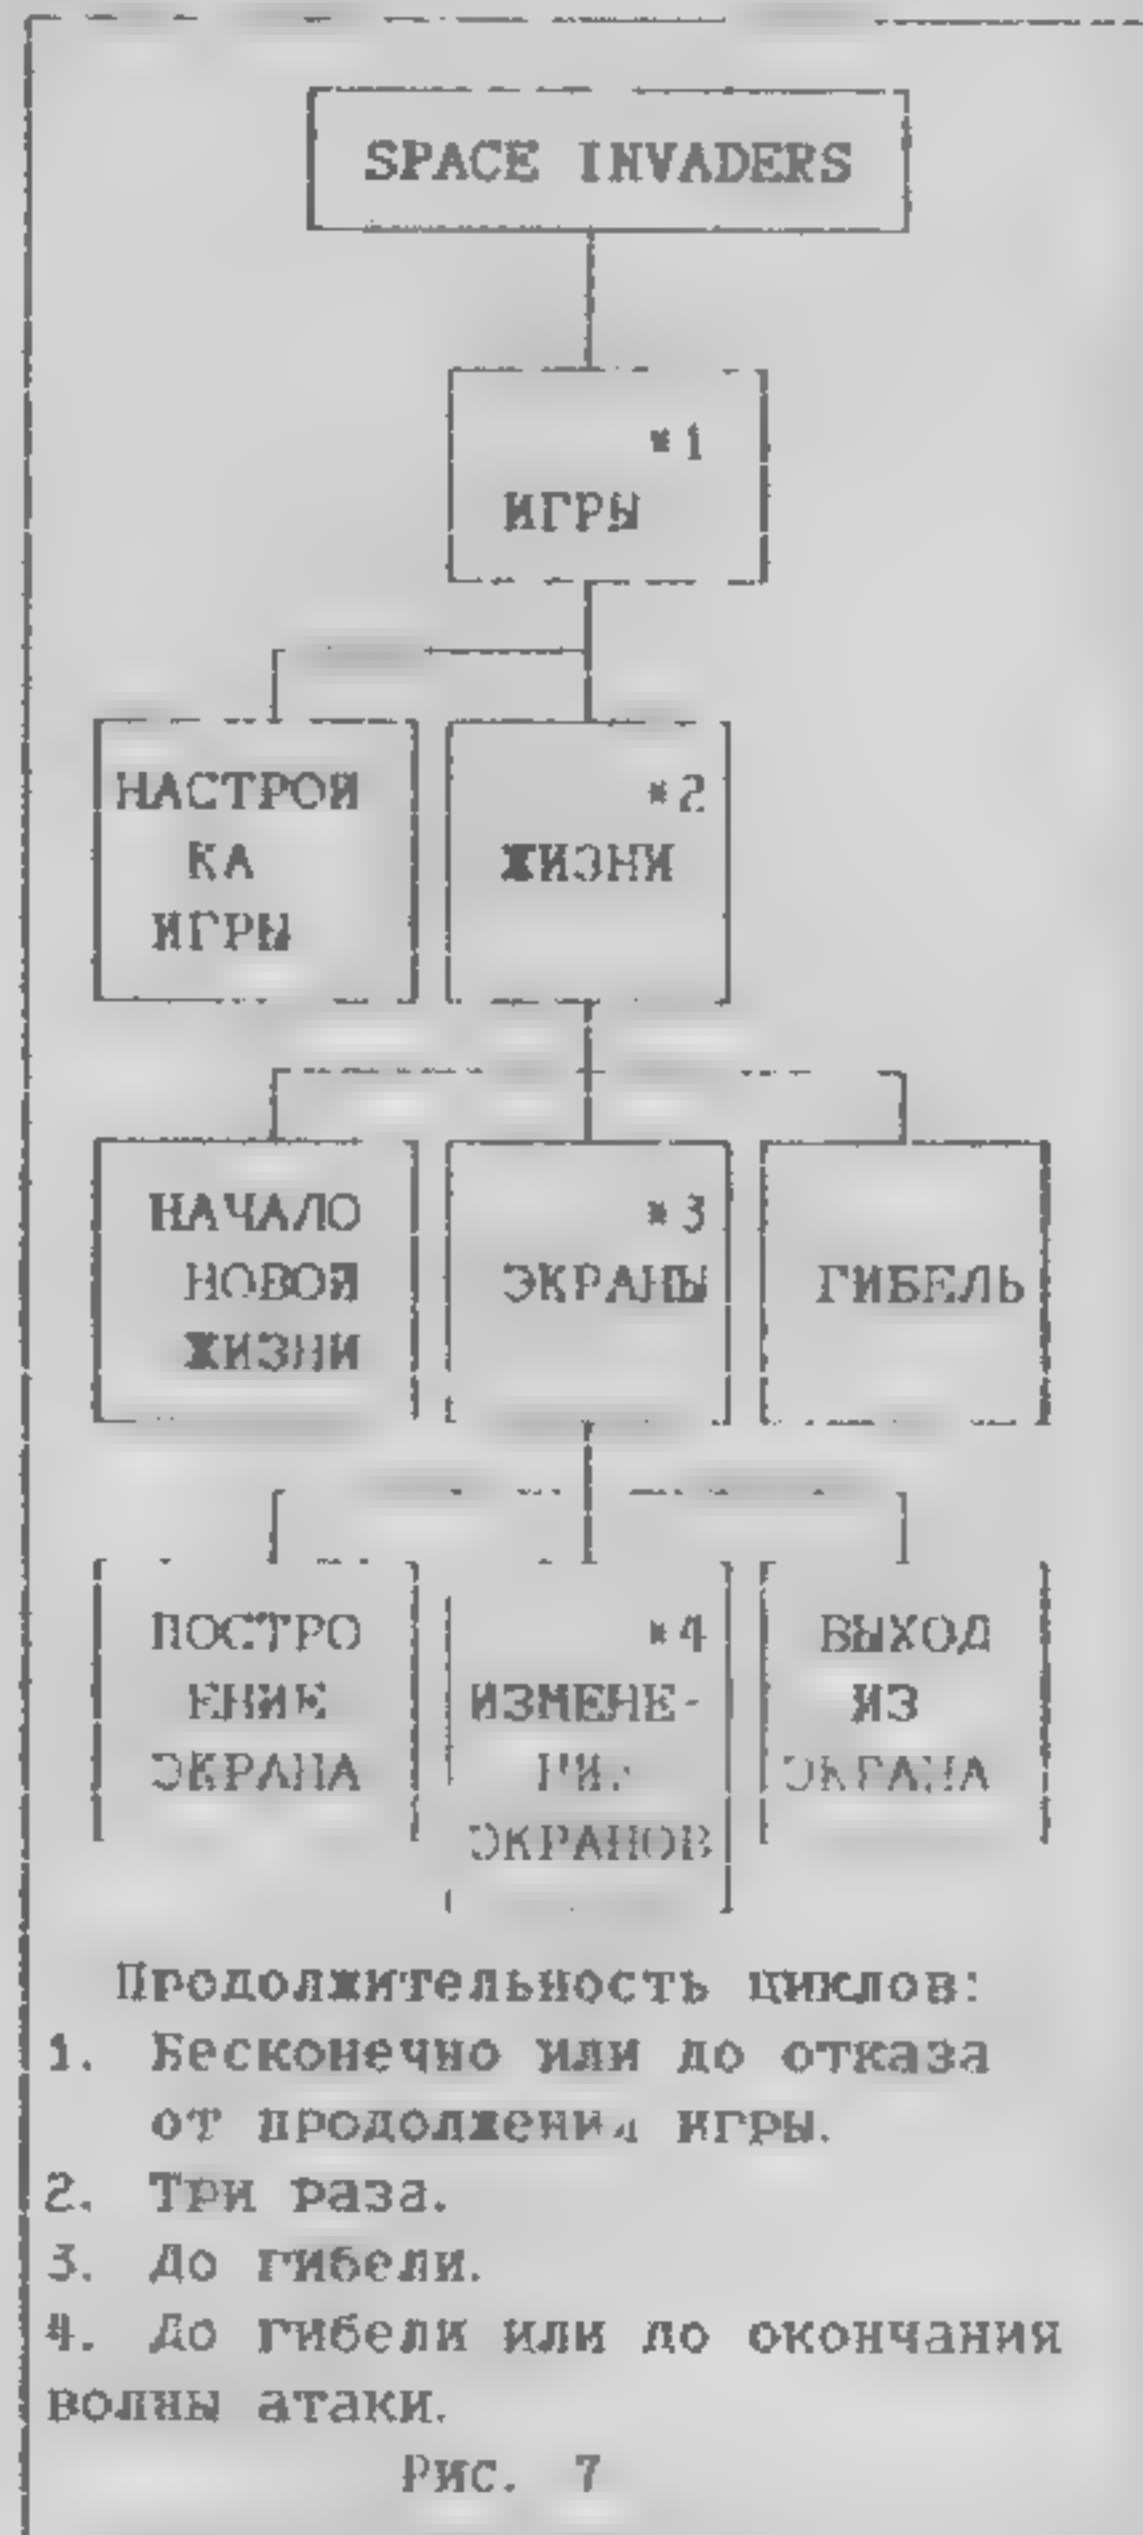 SPACE INVADERS
*1
ИГРЫ
НАСТРОЙ
КА
ИГРЫ
*2
ЖИЗНИ
НАЧАЛО
НОВОЙ
ЖИЗНИ
*3
ЭКРАНЫ
ГИБЕЛЬ
ПОСТРО
ЕНИЕ
ЭКРАНА
*4
ИЗМЕНЕ-
ЭКРАНОВ
ВЫХОД
ИЗ
ЭКРАНА
Продолжительность циклов:
1. Бесконечно или до отказа
от продолжения игры.
2. Три раза.
3. До гибели.
4. До гибели или до окончания
волны атаки.
Рис. 7